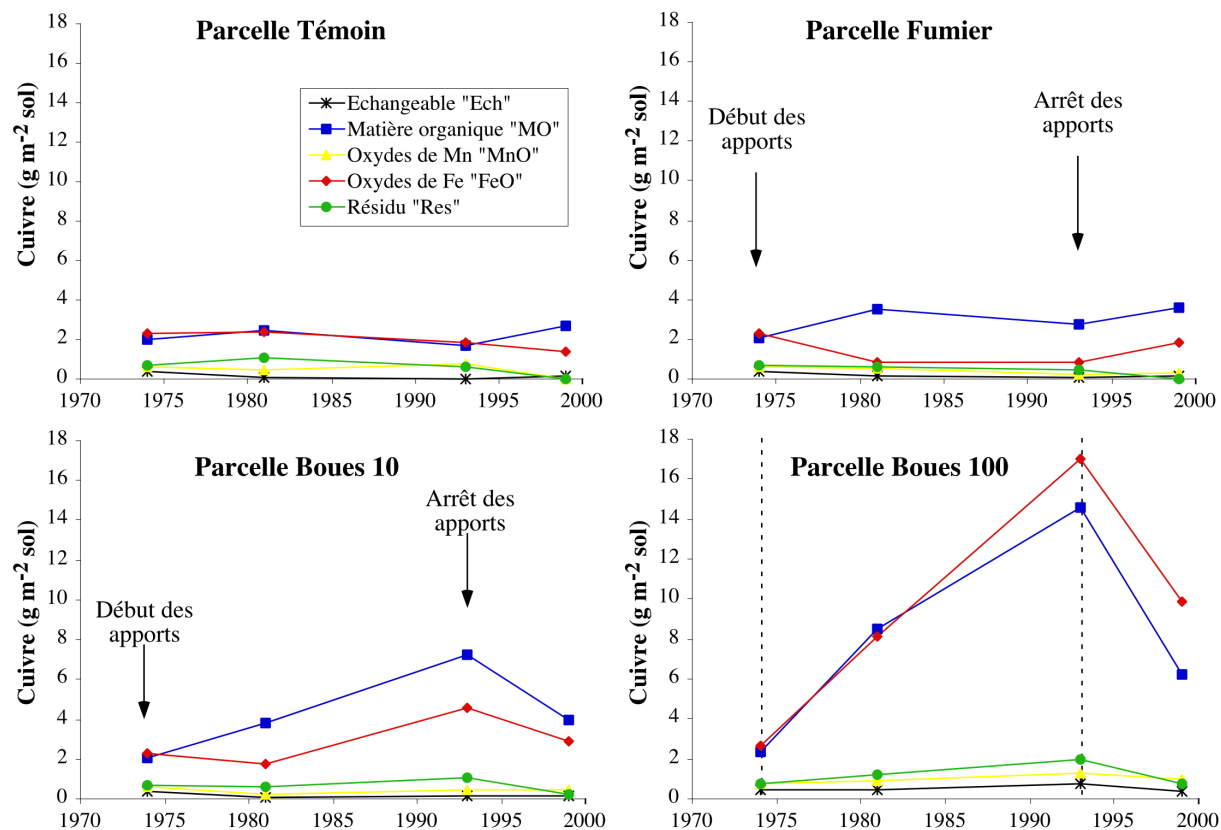 Parcelle Témoin
Cuivre (g m-2 sol)
18
16
14
12
10
8
6
4
2
0
1970 1975 1980 1985 1990 1995 2000
Echangeable "Ech"
Matière organique "MO"
Oxydes de Mn "MnO"
Oxydes de Fe "FeO"
Résidu "Res"
Parcelle Fumier
Cuivre (g m-2 sol)
18
16
14
12
10
8
6
4
2
0
1970 1975 1980 1985 1990 1995 2000
Début des
apports
Arrêt des
apports
Parcelle Boues 10
Cuivre (g m-2 sol)
18
16
14
12
10
8
6
4
2
0
1970 1975 1980 1985 1990 1995 2000
Début des
apports
Arrêt des
apports
Parcelle Boues 100
Cuivre (g m-2 sol)
18
16
14
12
10
8
6
4
2
0
1970 1975 1980 1985 1990 1995 2000